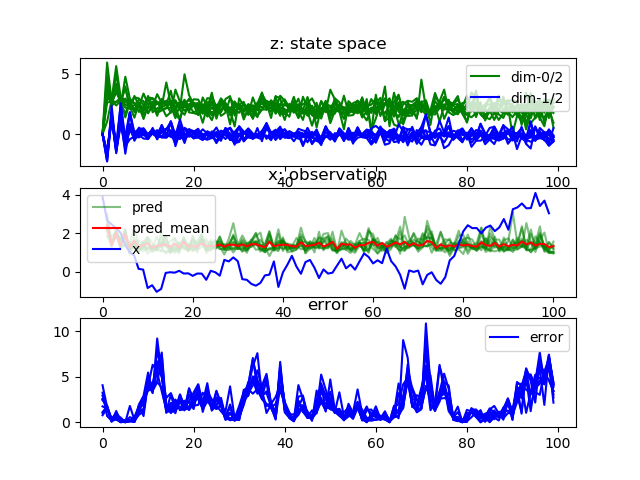 z: state space
5
0
dim-0/2
dim-1/2
0 20 40 60 80 100
x: observation
4
2
0
pred
pred_mean
x
0 20 40 60 80 100
error
10
5
0
error
0 20 40 60 80 100